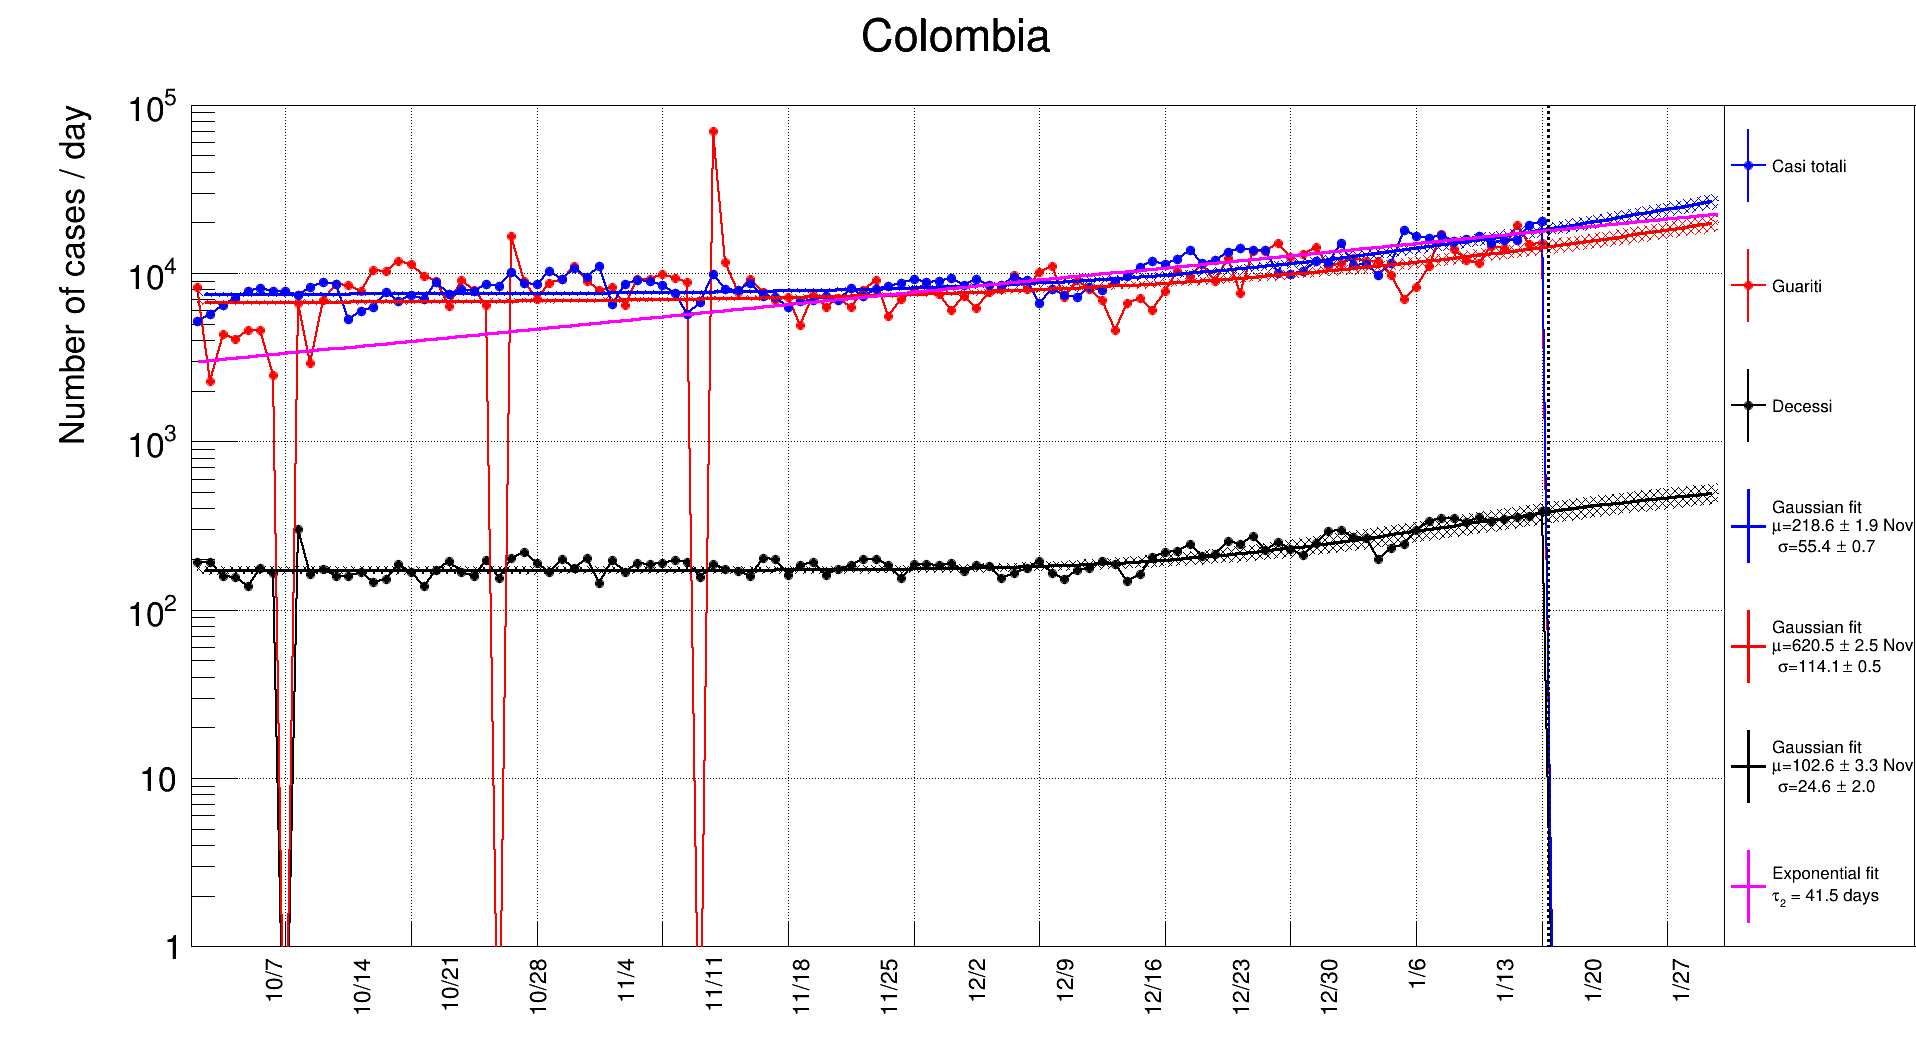 Colombia
Number of cases / day
10^5
10^4
10^3
10^2
10
1
10/7
10/14
10/21
10/28
11/4
11/11
11/18
11/25
12/2
12/9
12/16
12/23
12/30
1/6
1/13
1/20
1/27
Casi totali
Guariti
Decessi
Gaussian fit
μ=218.6 ± 1.9 Nov
σ=55.4 ± 0.7
Gaussian fit
μ=620.5 ± 2.5 Nov
σ=114.1 ± 0.5
Gaussian fit
μ=102.6 ± 3.3 Nov
σ=24.6 ± 2.0
Exponential fit
τ₂ = 41.5 days